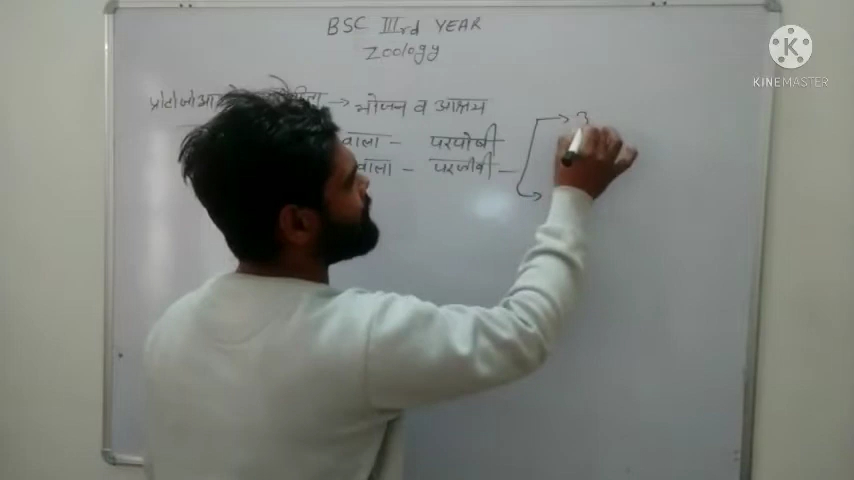 BSC IIIrd YEAR
Zoology
K
KINEMASTER
प्रोटोजोआ → भोजन व आश्रय
वाला - परपोषी
वाला - परजीवी -